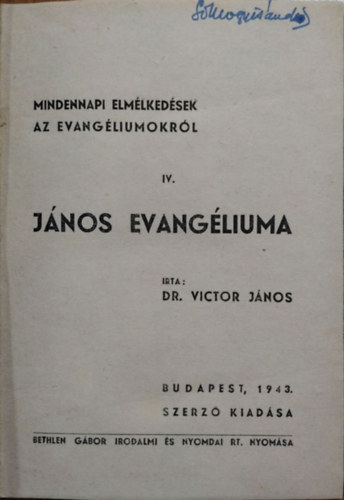 MINDENNAPI ELMÉLKEDÉSEK
AZ EVANGÉLIUMOKRÓL
IV.
JÁNOS EVANGÉLIUMA
IRTA:
DR. VICTOR JÁNOS
BUDAPEST, 1943.
SZERZŐ KIADÁSA
BETHLEN GÁBOR IRODALMI ÉS NYOMDAI RT. NYOMÁSA